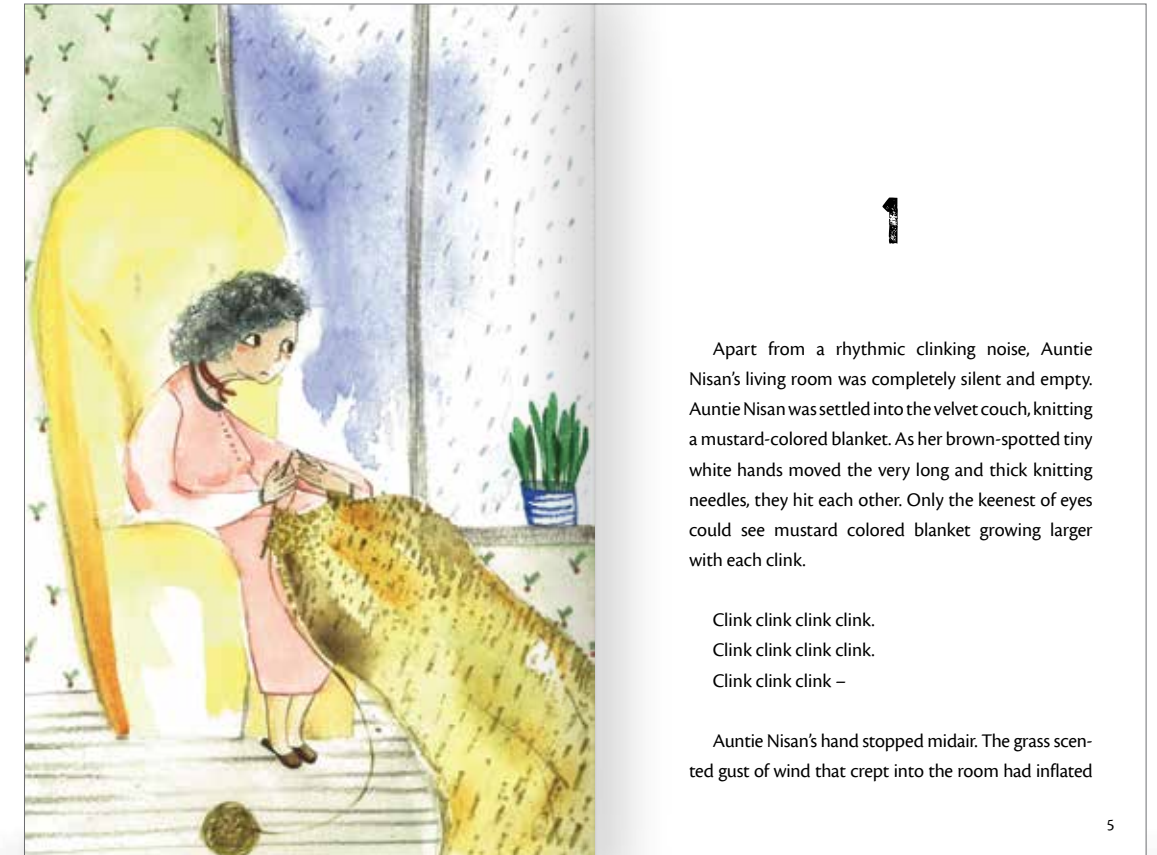 1
Apart from a rhythmic clinking noise, Auntie
Nisan’s living room was completely silent and empty.
Auntie Nisan was settled into the velvet couch, knitting
a mustard-colored blanket. As her brown-spotted tiny
white hands moved the very long and thick knitting
needles, they hit each other. Only the keenest of eyes
could see mustard colored blanket growing larger
with each clink.
Clink clink clink clink.
Clink clink clink clink.
Clink clink clink –
Auntie Nisan’s hand stopped midair. The grass scen-
ted gust of wind that crept into the room had inflated
5